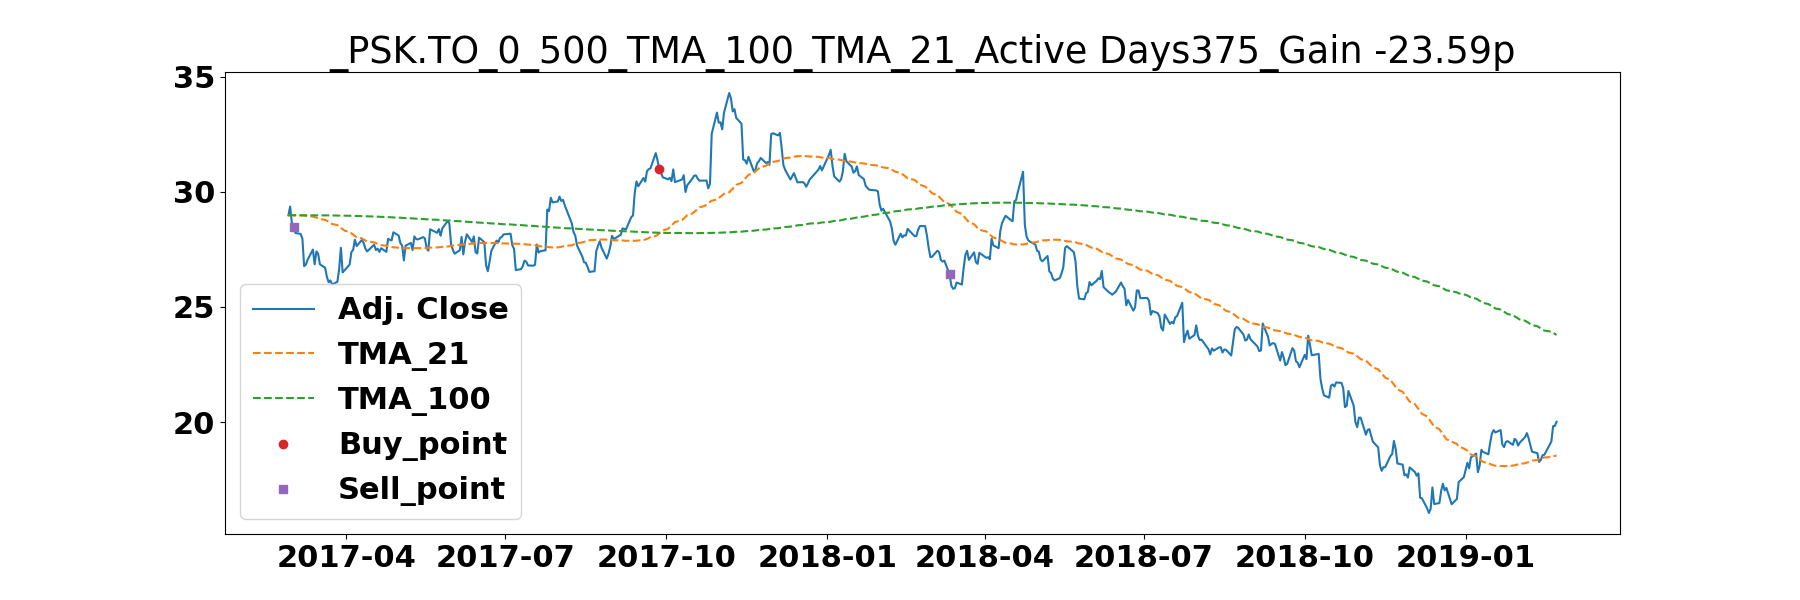 _PSK.TO_0_500_TMA_100_TMA_21_Active Days375_Gain -23.59p
35
30
25
20
Adj. Close
TMA_21
TMA_100
Buy_point
Sell_point
2017-04 2017-07 2017-10 2018-01 2018-04 2018-07 2018-10 2019-01